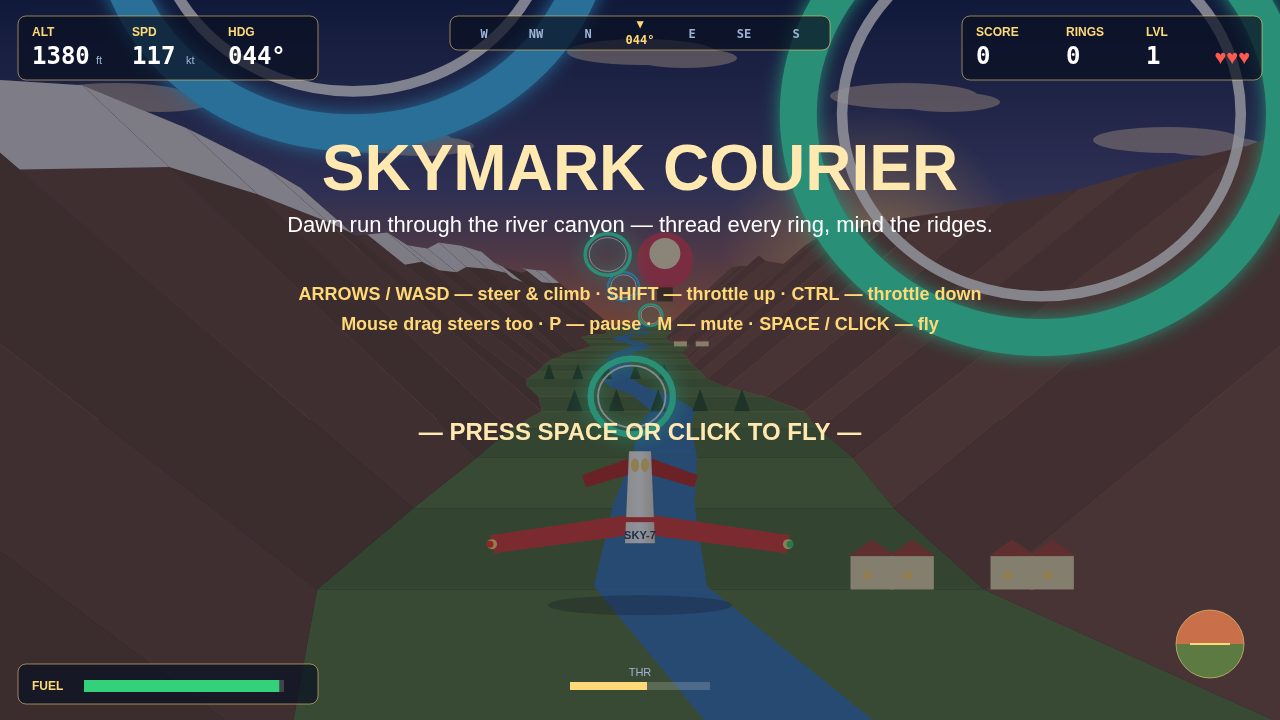 ALT SPD HDG
1380 ft 117 kt 044°
W NW N 044° E SE S
SCORE RINGS LVL
0 0 1
SKYMARK COURIER
Dawn run through the river canyon — thread every ring, mind the ridges.
ARROWS / WASD — steer & climb · SHIFT — throttle up · CTRL — throttle down
Mouse drag steers too · P — pause · M — mute · SPACE / CLICK — fly
— PRESS SPACE OR CLICK TO FLY —
SKY-7
THR
FUEL